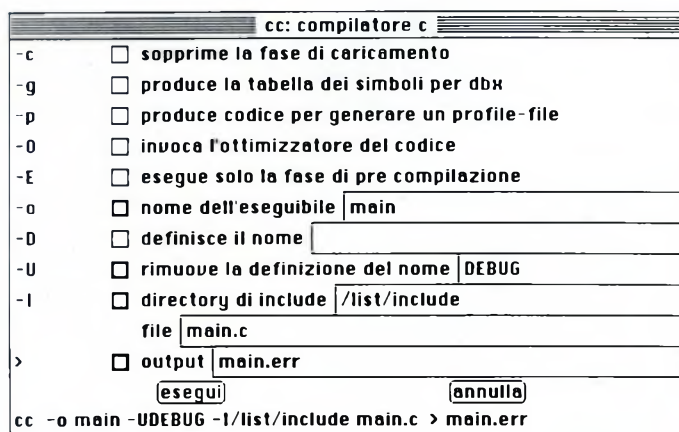 cc: compilatore c
-c sopprime la fase di caricamento
-g produce la tabella dei simboli per dbx
-p produce codice per generare un profile-file
-O invoca l'ottimizzatore del codice
-E esegue solo la fase di pre compilazione
-o nome dell'eseguibile main
-D definisce il nome
-U rimuove la definizione del nome DEBUG
-I directory di include /list/include
file main.c
> output main.err
esegui annulla
cc -o main -UDEBUG -I/list/include main.c > main.err